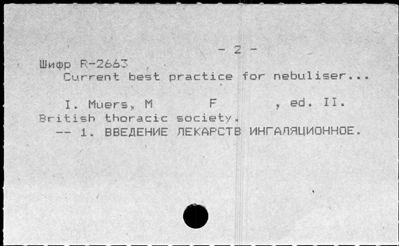 - 2 -
Шифр R-2663
Current best practice for nebuliser...
I. Muers, M F , ed. II.
British thoracic society.
-- 1. ВВЕДЕНИЕ ЛЕКАРСТВ ИНГАЛЯЦИОННОЕ.